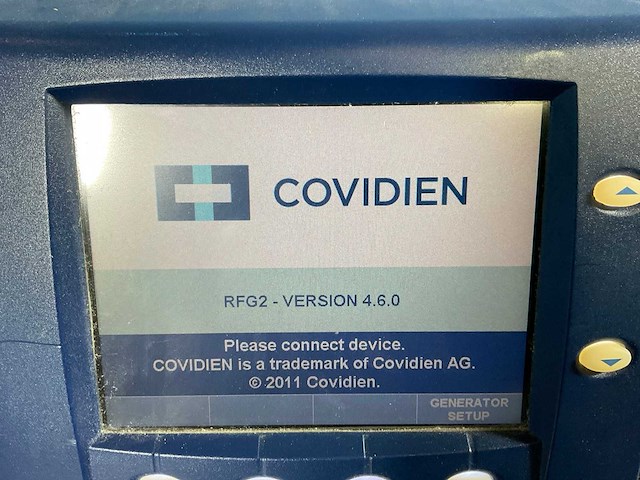 COVIDIEN
RFG2 - VERSION 4.6.0
Please connect device.
COVIDIEN is a trademark of Covidien AG.
© 2011 Covidien.
GENERATOR
SETUP